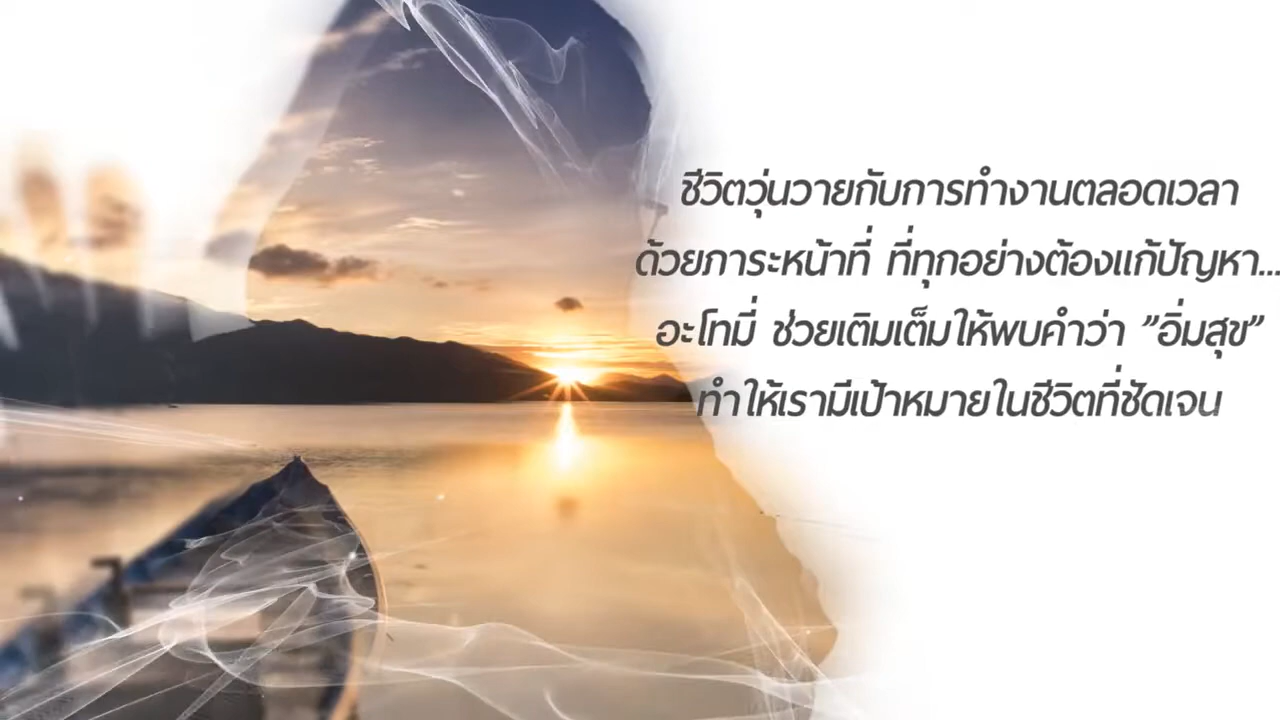 ชีวิตวุ่นวายกับการทำงานตลอดเวลา
ด้วยภาระหน้าที่ ที่ทุกอย่างต้องแก้ปัญหา...
อะโทมี่ ช่วยเติมเต็มให้พบคำว่า ”อิ่มสุข”
ทำให้เรามีเป้าหมายในชีวิตที่ชัดเจน